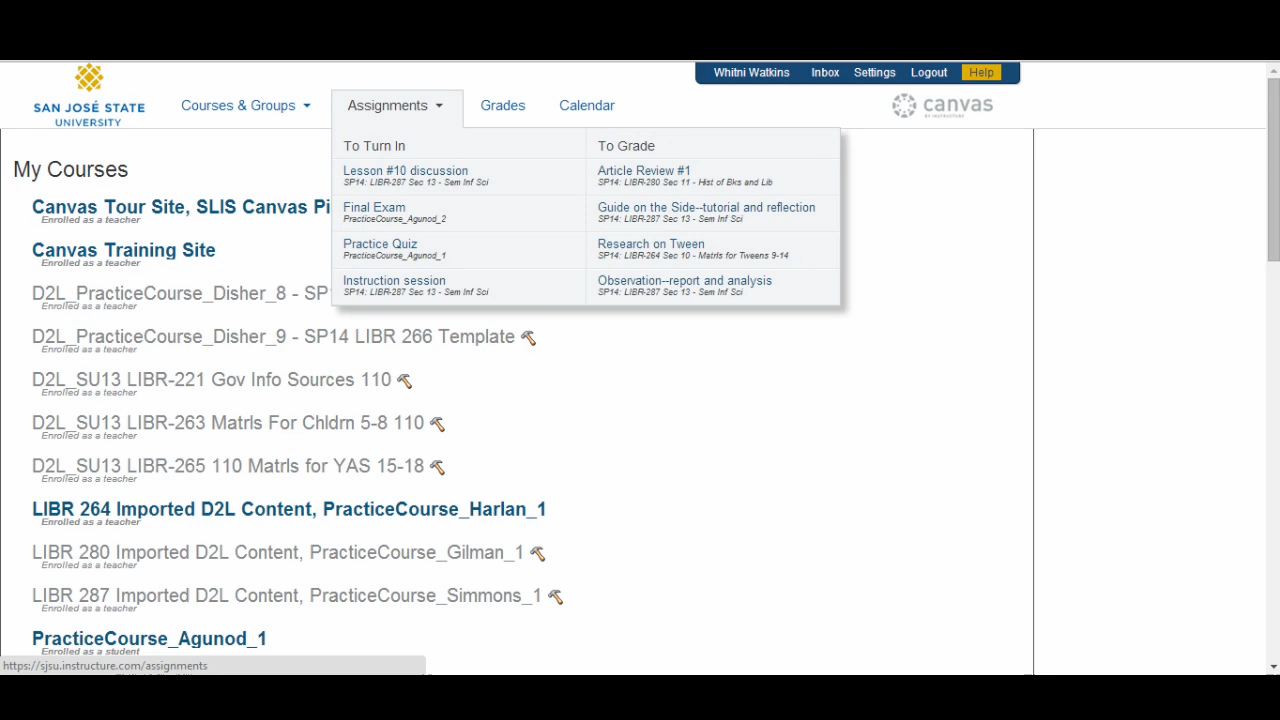 Whitni Watkins Inbox Settings Logout Help
SAN JOSÉ STATE
UNIVERSITY
Courses & Groups Assignments Grades Calendar
canvas
BY INSTRUCTURE
To Turn In
Lesson #10 discussion
SP14: LIBR-287 Sec 13 - Sem Inf Sci
Final Exam
PracticeCourse_Agunod_2
Practice Quiz
PracticeCourse_Agunod_1
Instruction session
SP14: LIBR-287 Sec 13 - Sem Inf Sci
To Grade
Article Review #1
SP14: LIBR-280 Sec 11 - Hist of Bks and Lib
Guide on the Side--tutorial and reflection
SP14: LIBR-287 Sec 13 - Sem Inf Sci
Research on Tween
SP14: LIBR-264 Sec 10 - Matrls for Tweens 9-14
Observation--report and analysis
SP14: LIBR-287 Sec 13 - Sem Inf Sci
My Courses
Canvas Tour Site, SLIS Canvas Pi
Enrolled as a teacher
Canvas Training Site
Enrolled as a teacher
D2L_PracticeCourse_Disher_8 - SP
Enrolled as a teacher
D2L_PracticeCourse_Disher_9 - SP14 LIBR 266 Template
Enrolled as a teacher
D2L_SU13 LIBR-221 Gov Info Sources 110
Enrolled as a teacher
D2L_SU13 LIBR-263 Matrls For Chldrn 5-8 110
Enrolled as a teacher
D2L_SU13 LIBR-265 110 Matrls for YAS 15-18
Enrolled as a teacher
LIBR 264 Imported D2L Content, PracticeCourse_Harlan_1
Enrolled as a teacher
LIBR 280 Imported D2L Content, PracticeCourse_Gilman_1
Enrolled as a teacher
LIBR 287 Imported D2L Content, PracticeCourse_Simmons_1
Enrolled as a teacher
PracticeCourse_Agunod_1
Enrolled as a student
https://sjsu.instructure.com/assignments